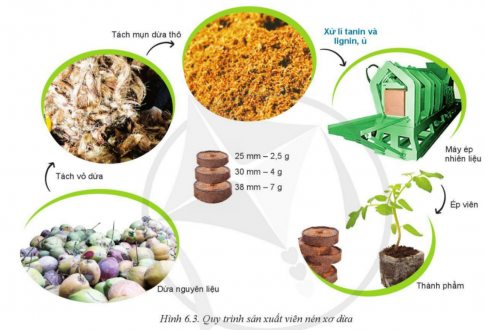 Tách mụn dừa thô
Xử lí tanin và
lignin, ủ
Máy ép
nhiên liệu
Tách vỏ dừa
25 mm – 2,5 g
30 mm – 4 g
38 mm – 7 g
Ép viên
Dừa nguyên liệu
Thành phẩm
Hình 6.3. Quy trình sản xuất viên nén xơ dừa